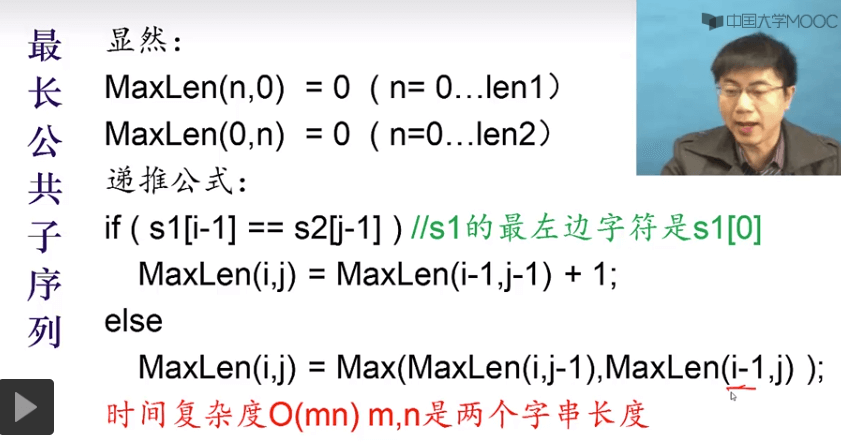 中国大学MOOC
最长公共子序列
显然：
MaxLen(n,0) = 0 ( n= 0…len1）
MaxLen(0,n) = 0 ( n=0…len2）
递推公式：
if ( s1[i-1] == s2[j-1] ) //s1的最左边字符是s1[0]
MaxLen(i,j) = MaxLen(i-1,j-1) + 1;
else
MaxLen(i,j) = Max(MaxLen(i,j-1),MaxLen(i-1,j) );
时间复杂度O(mn) m,n是两个字串长度